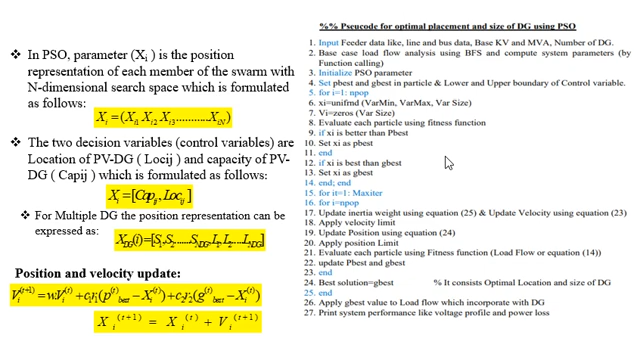 ❖ In PSO, parameter (Xi ) is the position
representation of each member of the swarm with
N-dimensional search space which is formulated
as follows:
Xi = (Xi1 Xi2 Xi3...........XiN)
❖ The two decision variables (control variables) are
Location of PV-DG ( Locij) and capacity of PV-
DG ( Capij ) which is formulated as follows:
Xi = [Capij, Locij]
❖ For Multiple DG the position representation can be
expressed as:
XDG(i)=[S1,S2......SNDG,L1,L2....LNDG]
Position and velocity update:
Vi(t+1)=w.Vi(t)+c1r1(p(t)best−Xi(t))+c2r2(g(t)best−Xi(t))
Xi(t+1) = Xi(t) + Vi(t+1)
%% Pseucode for optimal placement and size of DG using PSO
1. Input Feeder data like, line and bus data, Base KV and MVA, Number of DG.
2. Base case load flow analysis using BFS and compute system parameters (by
Function calling)
3. Initialize PSO parameter
4. Set pbest and gbest in particle & Lower and Upper boundary of Control variable.
5. for i=1: npop
6. xi=unifrnd (VarMin, VarMax, Var Size)
7. Vi=zeros (Var Size)
8. Evaluate each particle using fitness function
9. if xi is better than Pbest
10. Set xi as pbest
11. end
12. if xi is best than gbest
13. Set xi as gbest
14. end; end
15. for it=1: Maxiter
16. for i=npop
17. Update inertia weight using equation (25) & Update Velocity using equation (23)
18. Apply velocity limit
19. Update Position using equation (24)
20. Apply position Limit
21. Evaluate each particle using Fitness function (Load Flow or equation (14))
22. update Pbest and gbest
23. end
24. Best solution=gbest % It consists Optimal Location and size of DG
25. end
26. Apply gbest value to Load flow which incorporate with DG
27. Print system performance like voltage profile and power loss